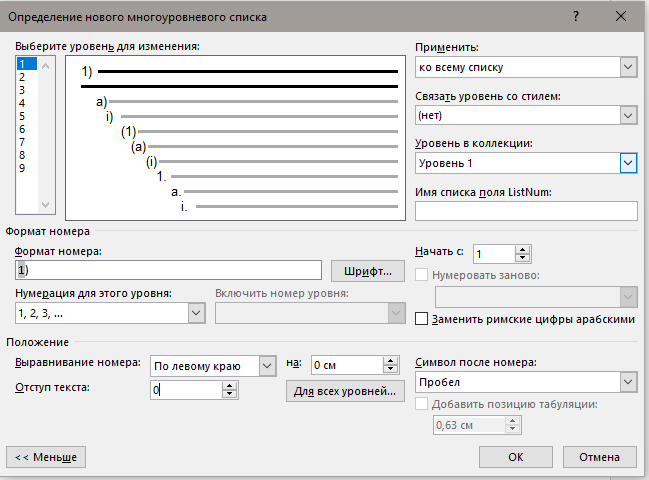 Определение нового многоуровневого списка ?
Выберите уровень для изменения:
1
2
3
4
5
6
7
8
9
1)
a)
i)
(1)
(a)
(i)
1.
a.
i.
Применить:
ко всему списку
Связать уровень со стилем:
(нет)
Уровень в коллекции:
Уровень 1
Имя списка поля ListNum:
Формат номера
Формат номера:
1)
Шрифт...
Начать с: 1
Нумеровать заново:
Нумерация для этого уровня:
Включить номер уровня:
1, 2, 3, ...
Заменить римские цифры арабскими
Положение
Выравнивание номера: По левому краю на: 0 см
Отступ текста: 0 Для всех уровней...
Символ после номера:
Пробел
Добавить позицию табуляции:
0,63 см
<< Меньше
ОК
Отмена